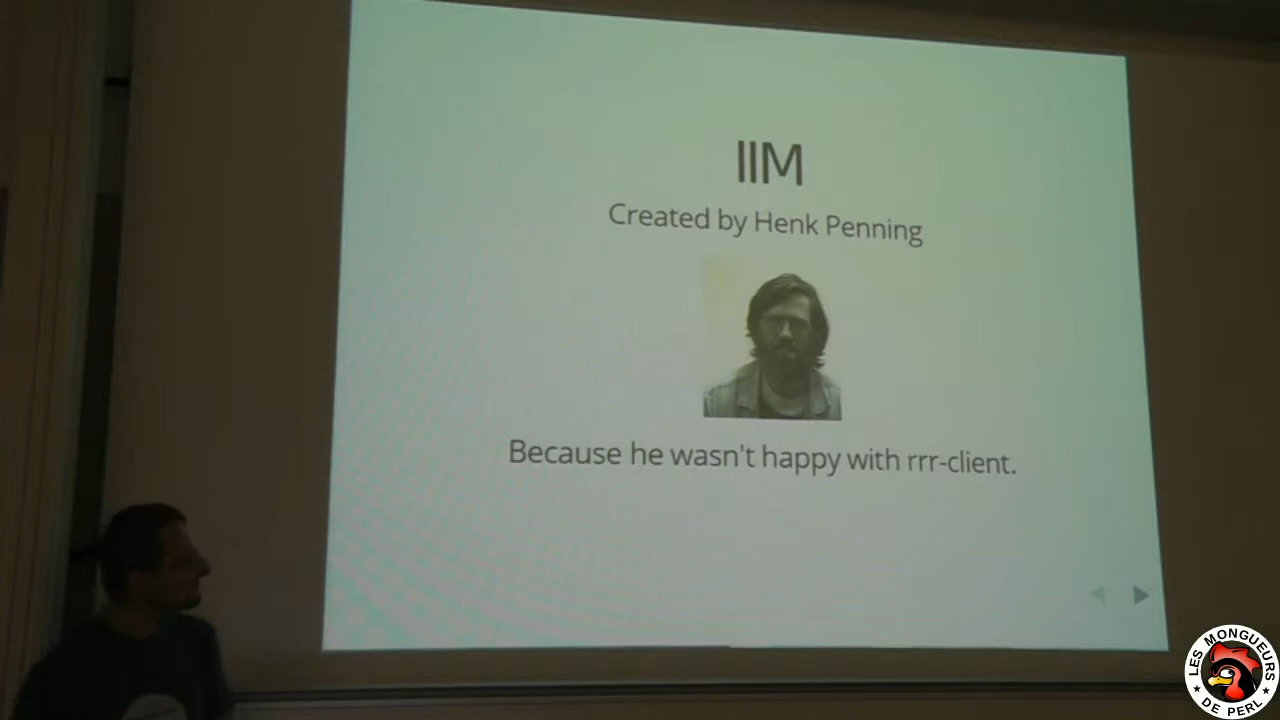 IIM
Created by Henk Penning
Because he wasn't happy with rrr-client.
LES MONGUEURS
★ DE PERL ★